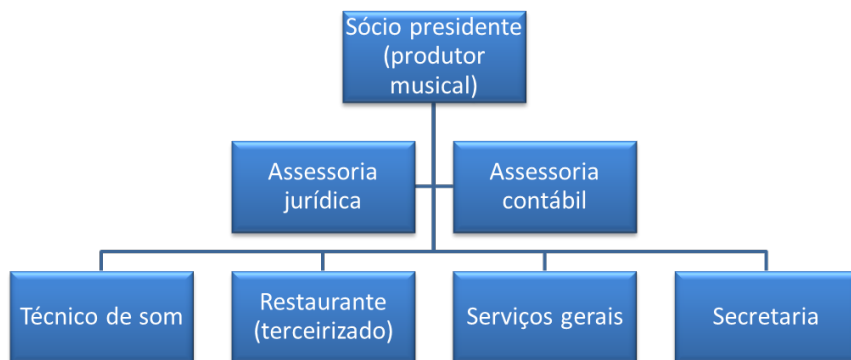 Sócio presidente
(produtor
musical)
Assessoria
jurídica
Assessoria
contábil
Técnico de som
Restaurante
(terceirizado)
Serviços gerais
Secretaria